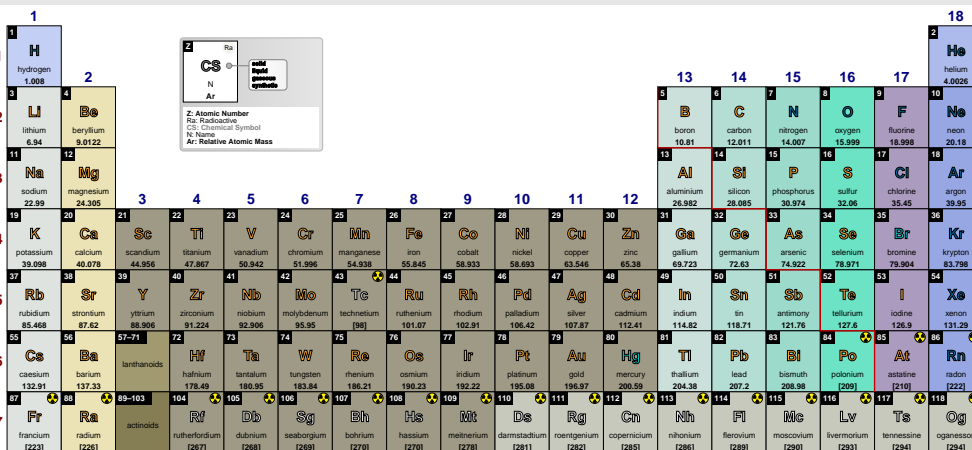 1 18
1 2
H He
hydrogen helium
1.008 2 13 14 15 16 17 4.0026
3 4 5 6 7 8 9 10
Li Be B C N O F Ne
lithium beryllium boron carbon nitrogen oxygen fluorine neon
6.94 9.0122 10.81 12.011 14.007 15.999 18.998 20.18
Z Ra
CS
N
Ar
solid
liquid
gaseous
synthetic
Z: Atomic Number
Ra: Radioactive
CS: Chemical Symbol
N: Name
Ar: Relative Atomic Mass
11 12 13 14 15 16 17 18
Na Mg Al Si P S Cl Ar
sodium magnesium aluminium silicon phosphorus sulfur chlorine argon
22.99 24.305 3 4 5 6 7 8 9 10 11 12 26.982 28.085 30.974 32.06 35.45 39.95
19 20 21 22 23 24 25 26 27 28 29 30 31 32 33 34 35 36
K Ca Sc Ti V Cr Mn Fe Co Ni Cu Zn Ga Ge As Se Br Kr
potassium calcium scandium titanium vanadium chromium manganese iron cobalt nickel copper zinc gallium germanium arsenic selenium bromine krypton
39.098 40.078 44.956 47.867 50.942 51.996 54.938 55.845 58.933 58.693 63.546 65.38 69.723 72.63 74.922 78.971 79.904 83.798
37 38 39 40 41 42 43 44 45 46 47 48 49 50 51 52 53 54
Rb Sr Y Zr Nb Mo Tc Ru Rh Pd Ag Cd In Sn Sb Te I Xe
rubidium strontium yttrium zirconium niobium molybdenum technetium ruthenium rhodium palladium silver cadmium indium tin antimony tellurium iodine xenon
85.468 87.62 88.906 91.224 92.906 95.95 [98] 101.07 102.91 106.42 107.87 112.41 114.82 118.71 121.76 127.6 126.9 131.29
55 56 57–71 72 73 74 75 76 77 78 79 80 81 82 83 84 85 86
Cs Ba lanthanoids Hf Ta W Re Os Ir Pt Au Hg Tl Pb Bi Po At Rn
caesium barium hafnium tantalum tungsten rhenium osmium iridium platinum gold mercury thallium lead bismuth polonium astatine radon
132.91 137.33 178.49 180.95 183.84 186.21 190.23 192.22 195.08 196.97 200.59 204.38 207.2 208.98 [209] [210] [222]
87 88 89–103 104 105 106 107 108 109 110 111 112 113 114 115 116 117 118
Fr Ra actinoids Rf Db Sg Bh Hs Mt Ds Rg Cn Nh Fl Mc Lv Ts Og
francium radium rutherfordium dubnium seaborgium bohrium hassium meitnerium darmstadtium roentgenium copernicium nihonium flerovium moscovium livermorium tennessine oganesso
[223] [226] [267] [268] [269] [270] [270] [278] [281] [282] [285] [286] [289] [290] [293] [294] [294]